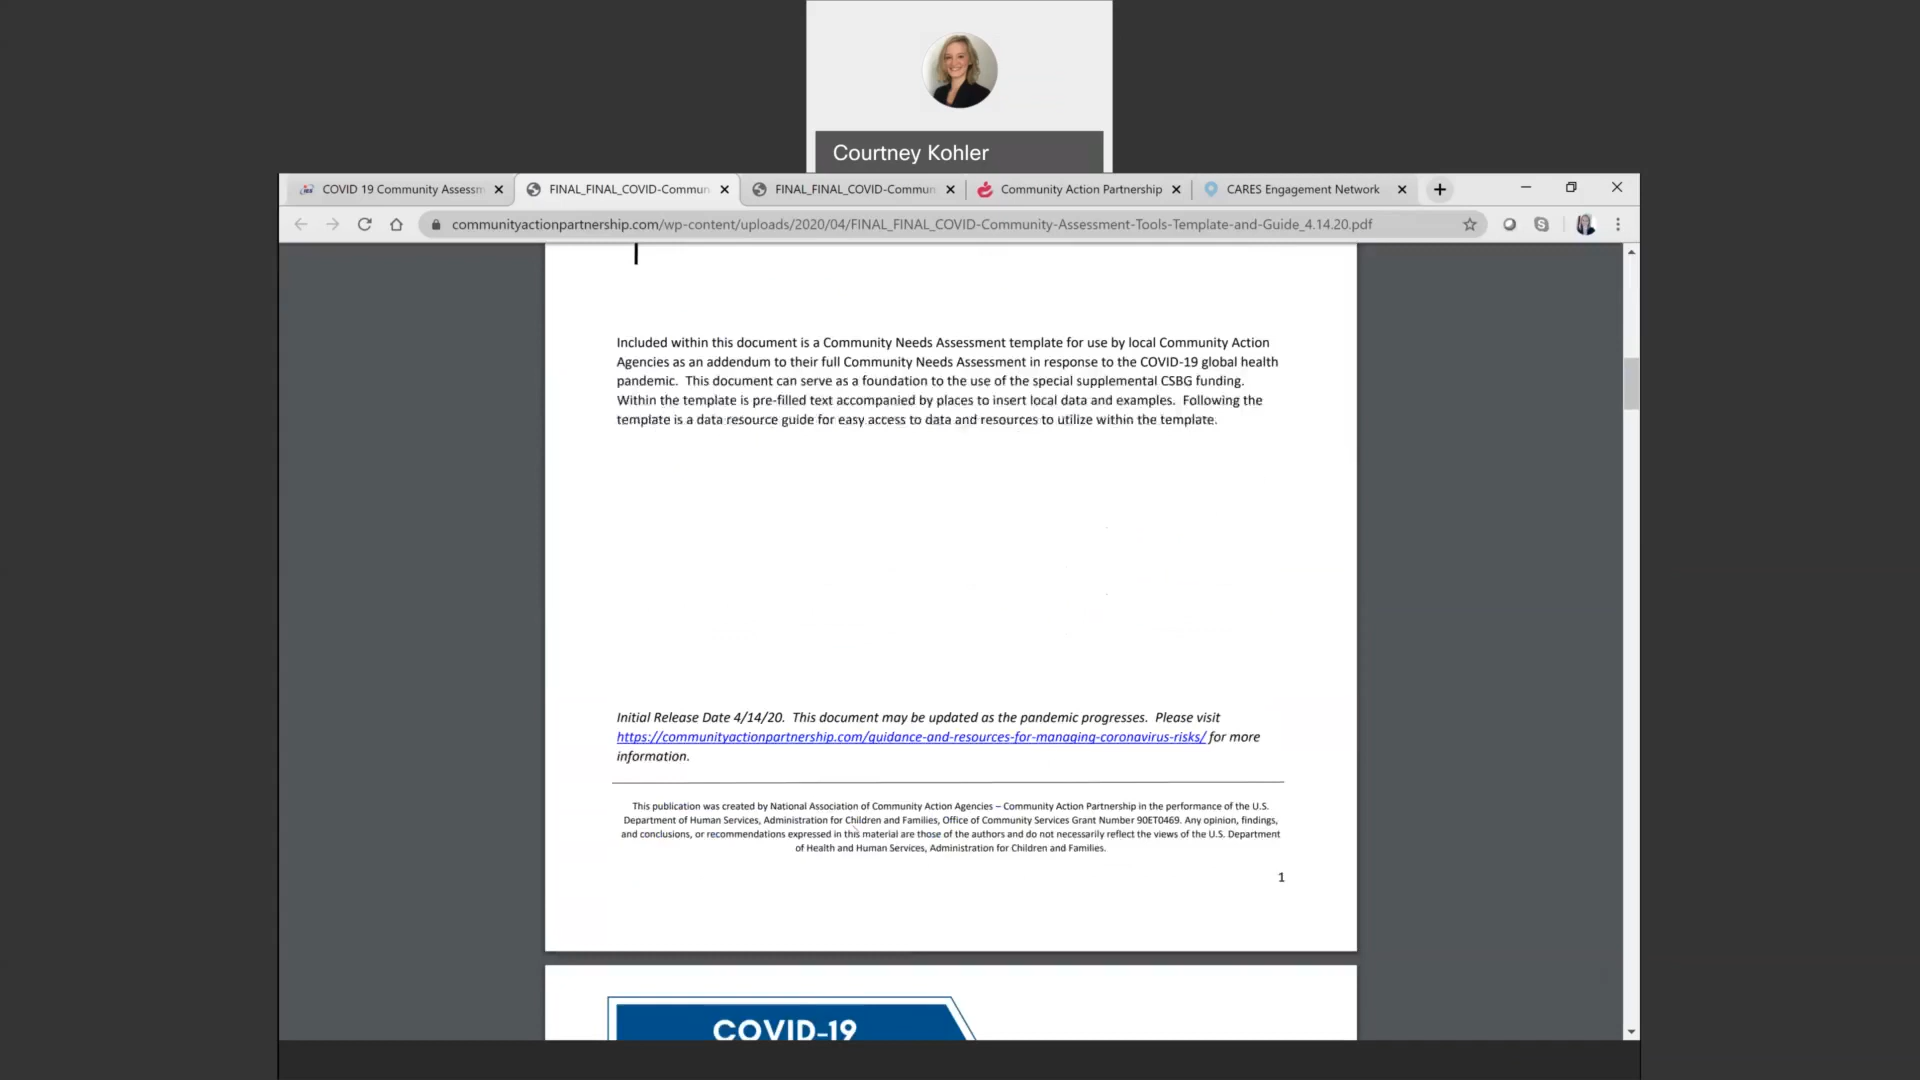 Courtney Kohler
COVID 19 Community Assessm
FINAL_FINAL_COVID-Commun
FINAL_FINAL_COVID-Commun
Community Action Partnership
CARES Engagement Network
communityactionpartnership.com/wp-content/uploads/2020/04/FINAL_FINAL_COVID-Community-Assessment-Tools-Template-and-Guide_4.14.20.pdf
Included within this document is a Community Needs Assessment template for use by local Community Action
Agencies as an addendum to their full Community Needs Assessment in response to the COVID-19 global health
pandemic. This document can serve as a foundation to the use of the special supplemental CSBG funding.
Within the template is pre-filled text accompanied by places to insert local data and examples. Following the
template is a data resource guide for easy access to data and resources to utilize within the template.
Initial Release Date 4/14/20. This document may be updated as the pandemic progresses. Please visit
https://communityactionpartnership.com/guidance-and-resources-for-managing-coronavirus-risks/ for more
information.
This publication was created by National Association of Community Action Agencies – Community Action Partnership in the performance of the U.S.
Department of Human Services, Administration for Children and Families, Office of Community Services Grant Number 90ET0469. Any opinion, findings,
and conclusions, or recommendations expressed in this material are those of the authors and do not necessarily reflect the views of the U.S. Department
of Health and Human Services, Administration for Children and Families.
1
COVID-19